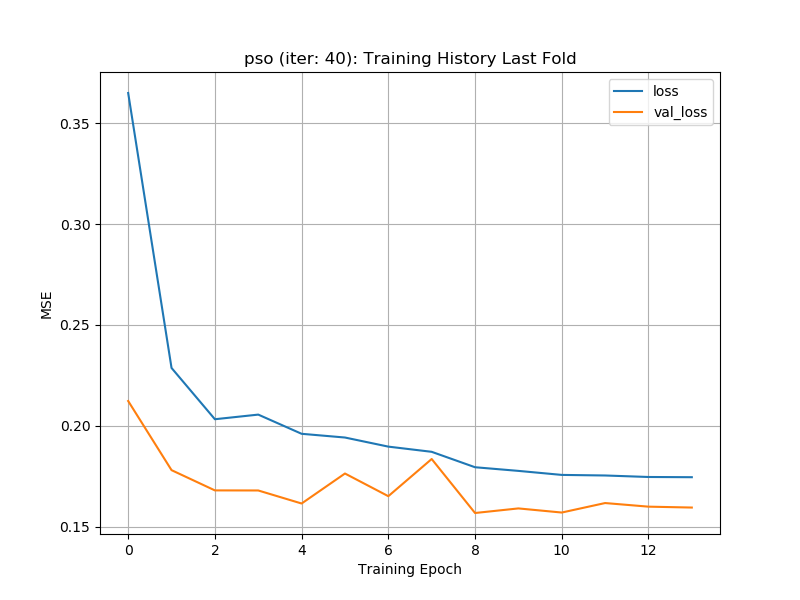 pso (iter: 40): Training History Last Fold
loss
val_loss
MSE
0.35
0.30
0.25
0.20
0.15
0 2 4 6 8 10 12
Training Epoch